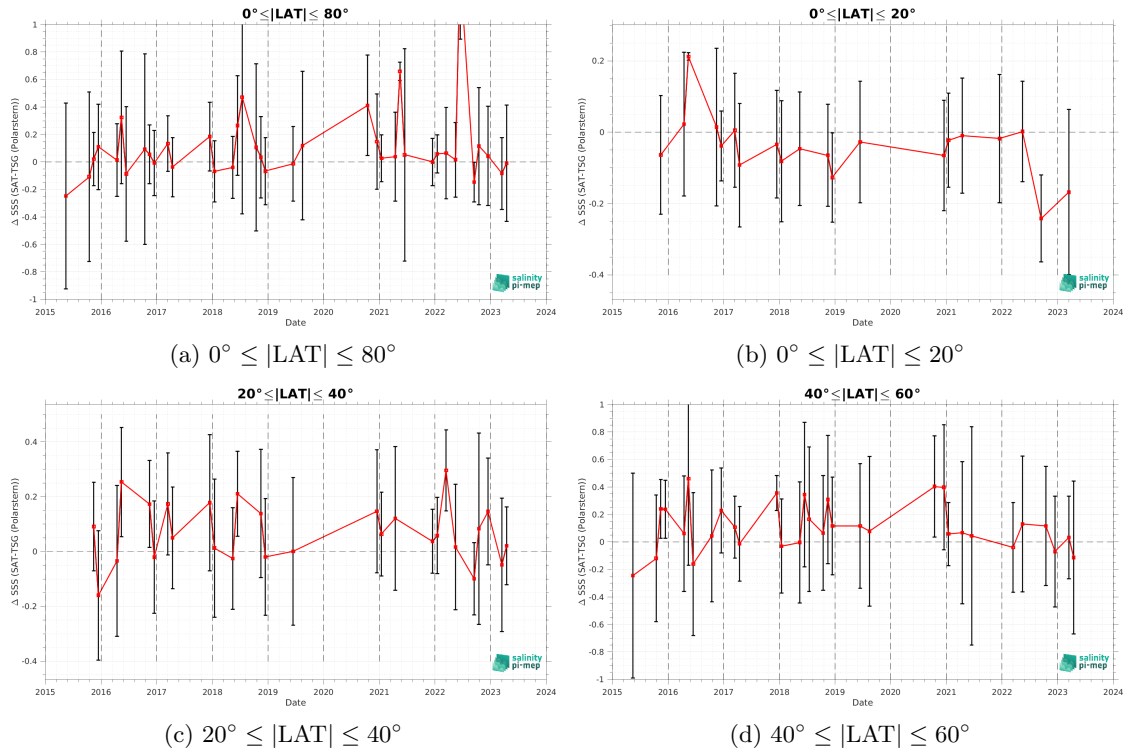 0°≤|LAT|≤ 80°
1
0.8
0.6
0.4
0.2
0
-0.2
-0.4
-0.6
-0.8
-1
Δ SSS (SAT-TSG (Polarstern))
2015 2016 2017 2018 2019 2020 2021 2022 2023 2024
Date
salinity
pi-mep
(a) 0° ≤ |LAT| ≤ 80°
0°≤|LAT|≤ 20°
0.2
0
-0.2
-0.4
Δ SSS (SAT-TSG (Polarstern))
2015 2016 2017 2018 2019 2020 2021 2022 2023 2024
Date
salinity
pi-mep
(b) 0° ≤ |LAT| ≤ 20°
20°≤|LAT|≤ 40°
0.4
0.2
0
-0.2
-0.4
Δ SSS (SAT-TSG (Polarstern))
2015 2016 2017 2018 2019 2020 2021 2022 2023 2024
Date
salinity
pi-mep
(c) 20° ≤ |LAT| ≤ 40°
40°≤|LAT|≤ 60°
1
0.8
0.6
0.4
0.2
0
-0.2
-0.4
-0.6
-0.8
-1
Δ SSS (SAT-TSG (Polarstern))
2015 2016 2017 2018 2019 2020 2021 2022 2023 2024
Date
salinity
pi-mep
(d) 40° ≤ |LAT| ≤ 60°